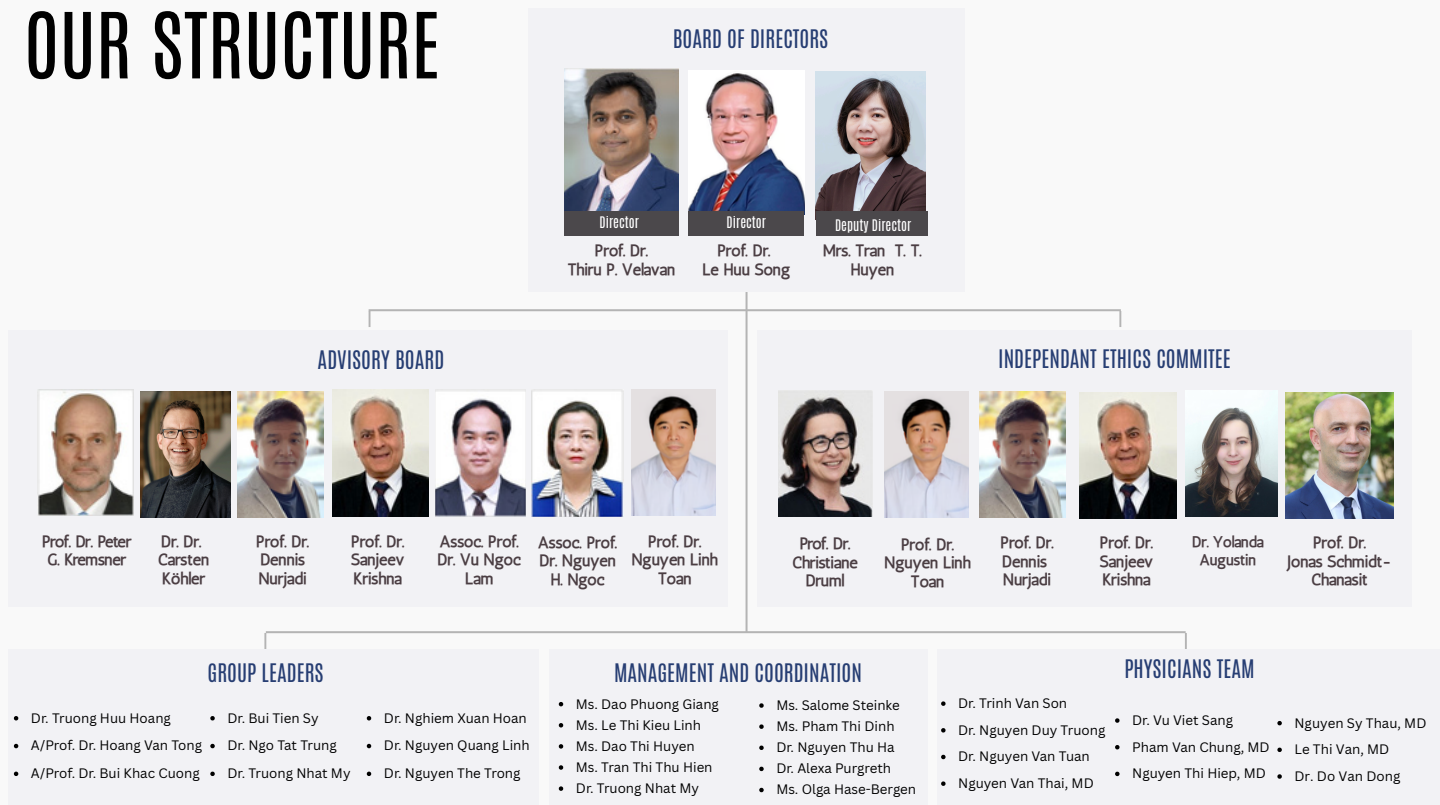 OUR STRUCTURE
BOARD OF DIRECTORS
Director
Director
Deputy Director
Prof. Dr.
Thiru P. Velavan
Prof. Dr.
Le Huu Song
Mrs. Tran T. T.
Huyen
ADVISORY BOARD
Prof. Dr. Peter
G. Kremsner
Dr. Dr.
Carsten
Köhler
Prof. Dr.
Dennis
Nurjadi
Prof. Dr.
Sanjeev
Krishna
Assoc. Prof.
Dr. Vu Ngoc
Lam
Assoc. Prof.
Dr. Nguyen
H. Ngoc
Prof. Dr.
Nguyen Linh
Toan
INDEPENDANT ETHICS COMMITEE
Prof. Dr.
Christiane
Druml
Prof. Dr.
Nguyen Linh
Toan
Prof. Dr.
Dennis
Nurjadi
Prof. Dr.
Sanjeev
Krishna
Dr. Yolanda
Augustin
Prof. Dr.
Jonas Schmidt-
Chanasit
GROUP LEADERS
• Dr. Truong Huu Hoang
• A/Prof. Dr. Hoang Van Tong
• A/Prof. Dr. Bui Khac Cuong
• Dr. Bui Tien Sy
• Dr. Ngo Tat Trung
• Dr. Truong Nhat My
• Dr. Nghiem Xuan Hoan
• Dr. Nguyen Quang Linh
• Dr. Nguyen The Trong
MANAGEMENT AND COORDINATION
• Ms. Dao Phuong Giang
• Ms. Le Thi Kieu Linh
• Ms. Dao Thi Huyen
• Ms. Tran Thi Thu Hien
• Dr. Truong Nhat My
• Ms. Salome Steinke
• Ms. Pham Thi Dinh
• Dr. Nguyen Thu Ha
• Dr. Alexa Purgreth
• Ms. Olga Hase-Bergen
PHYSICIANS TEAM
• Dr. Trinh Van Son
• Dr. Nguyen Duy Truong
• Dr. Nguyen Van Tuan
• Nguyen Van Thai, MD
• Dr. Vu Viet Sang
• Pham Van Chung, MD
• Nguyen Thi Hiep, MD
• Nguyen Sy Thau, MD
• Le Thi Van, MD
• Dr. Do Van Dong